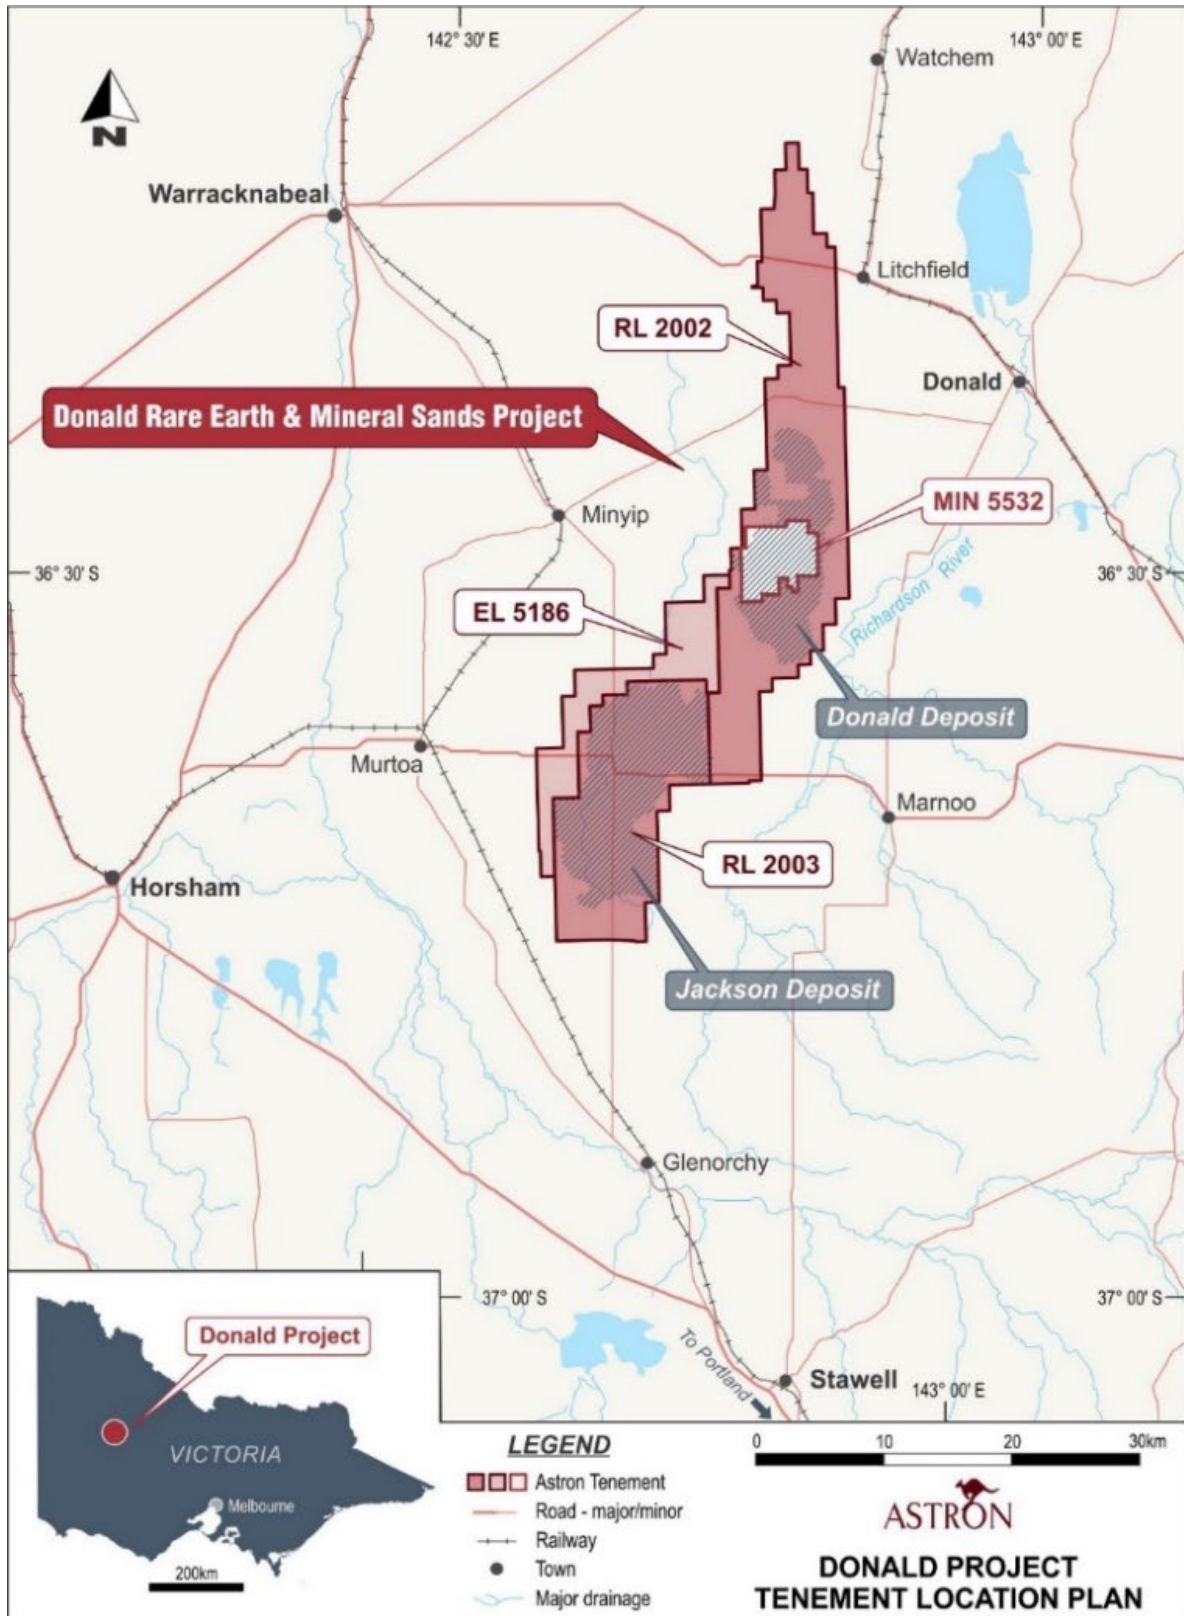 142° 30' E
143° 00' E
Watchem
N
Warracknabeal
Litchfield
RL 2002
Donald
Donald Rare Earth & Mineral Sands Project
MIN 5532
Minyip
36° 30' S
36° 30' S
Richardson River
EL 5186
Donald Deposit
Murtoa
Marnoo
RL 2003
Horsham
Jackson Deposit
Glenorchy
37° 00' S
37° 00' S
To Portland
Stawell
143° 00' E
Donald Project
VICTORIA
Melbourne
200km
LEGEND
Astron Tenement
Road - major/minor
Railway
Town
Major drainage
0 10 20 30km
ASTRON
DONALD PROJECT
TENEMENT LOCATION PLAN